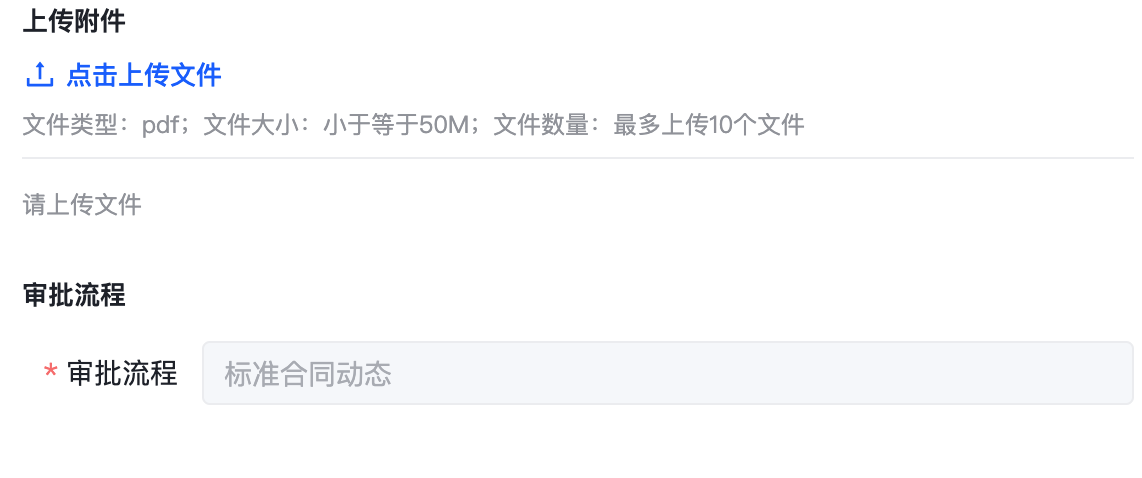 上传附件
点击上传文件
文件类型：pdf；文件大小：小于等于50M；文件数量：最多上传10个文件
请上传文件
审批流程
* 审批流程 标准合同动态